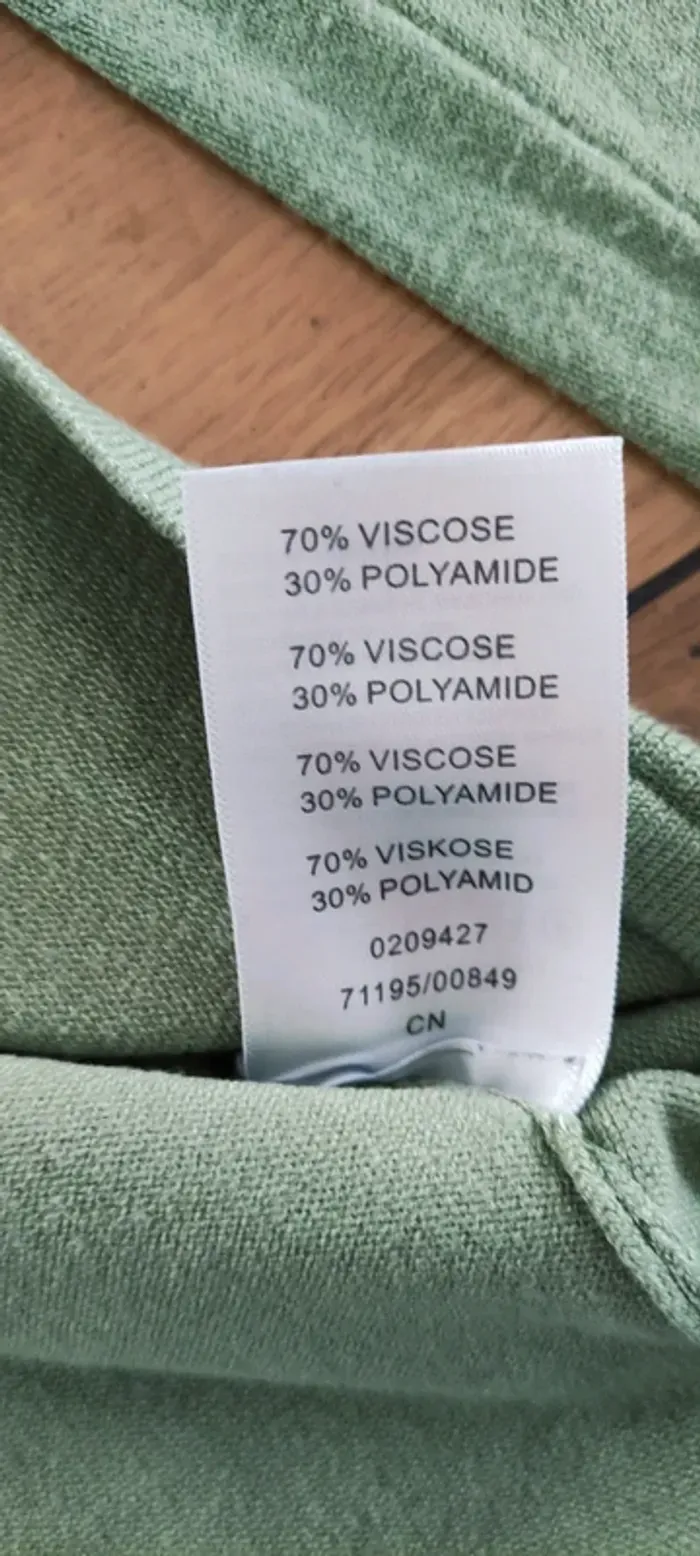 70% VISCOSE
30% POLYAMIDE
70% VISCOSE
30% POLYAMIDE
70% VISCOSE
30% POLYAMIDE
70% VISKOSE
30% POLYAMID
0209427
71195/00849
CN